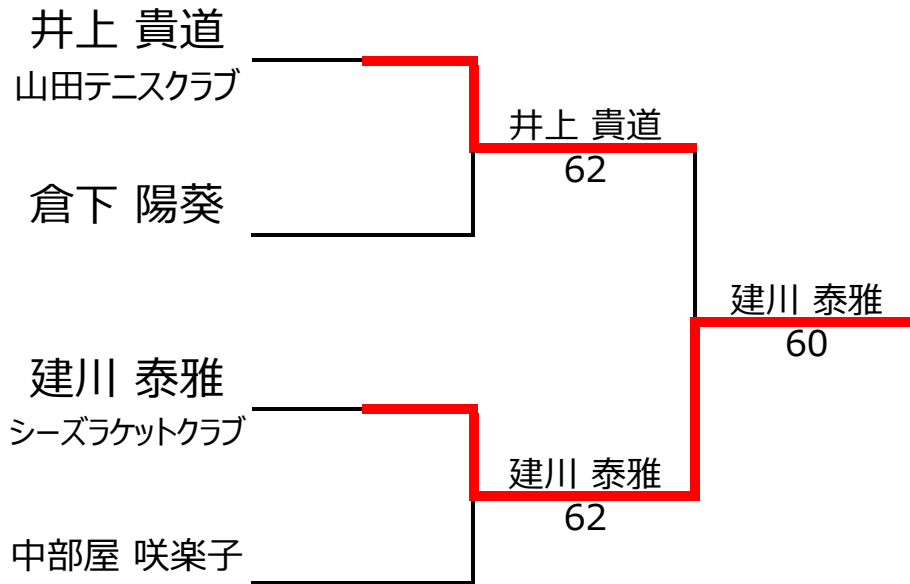 井上 貴道
山田テニスクラブ
井上 貴道
62
倉下 陽葵
建川 泰雅
60
建川 泰雅
シーズラケットクラブ
建川 泰雅
62
中部屋 咲楽子